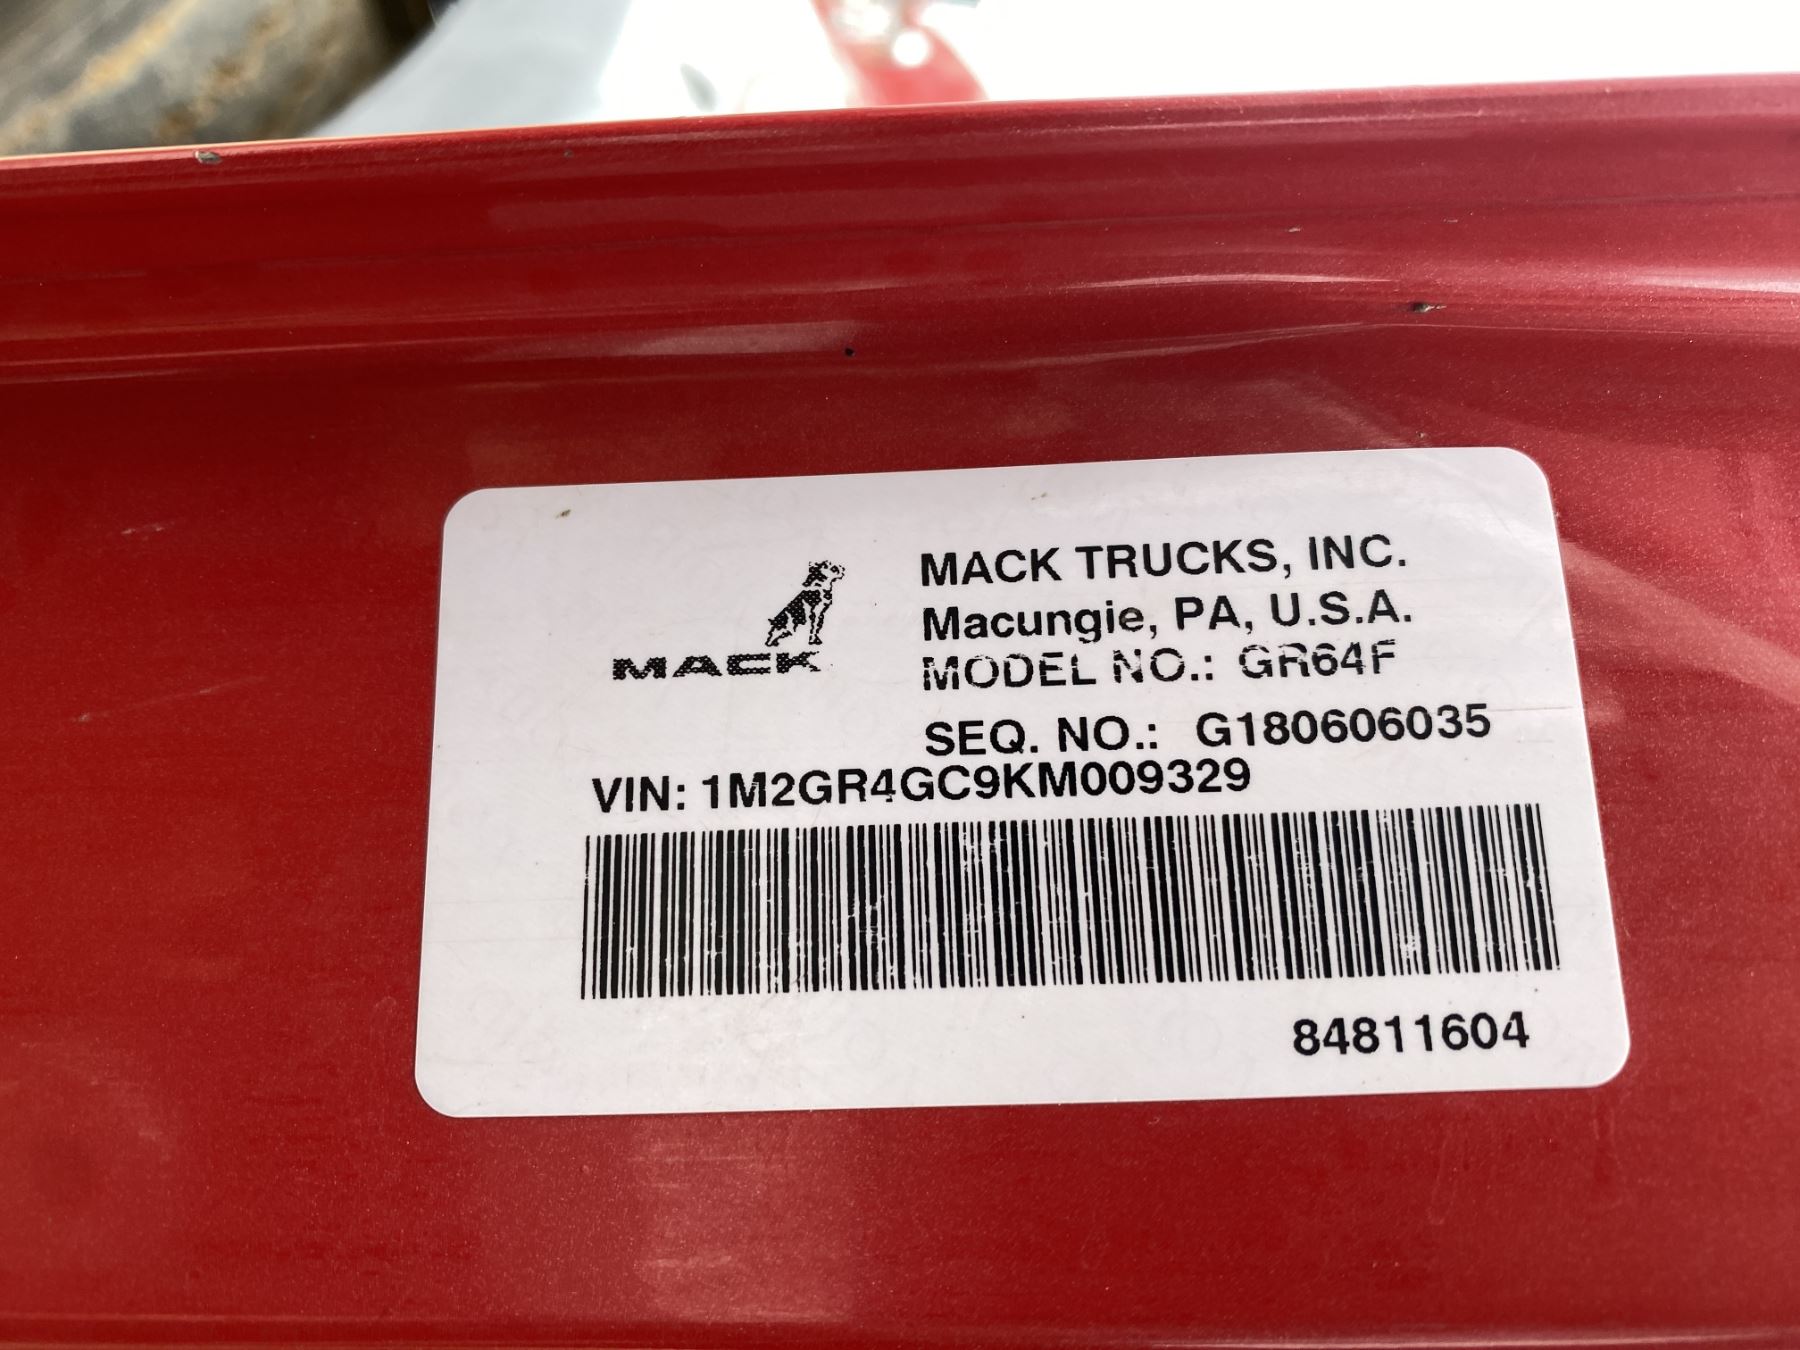 MACK
MACK TRUCKS, INC.
Macungie, PA, U.S.A.
MODEL NO.: GR64F
SEQ. NO.: G180606035
VIN: 1M2GR4GC9KM009329
84811604